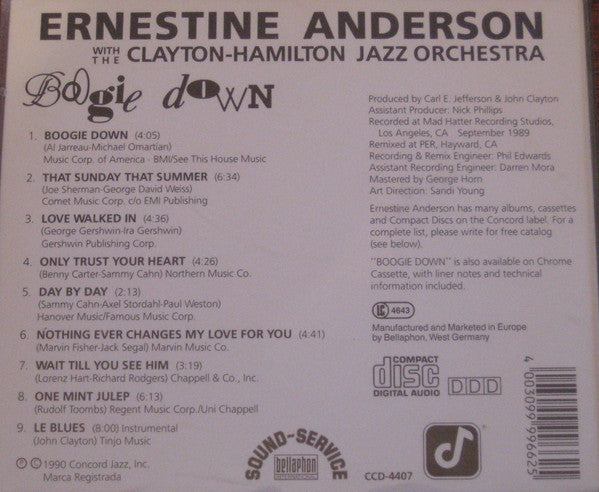 ERNESTINE ANDERSON
WITH THE CLAYTON-HAMILTON JAZZ ORCHESTRA
Boogie down
1. BOOGIE DOWN (4:05)
(Al Jarreau-Michael Omartian)
Music Corp. of America - BMI/See This House Music
2. THAT SUNDAY THAT SUMMER (6:34)
(Joe Sherman-George David Weiss)
Comet Music Corp. c/o EMI Publishing
3. LOVE WALKED IN (4:36)
(George Gershwin-Ira Gershwin)
Gershwin Publishing Corp.
4. ONLY TRUST YOUR HEART (4:26)
(Benny Carter-Sammy Cahn) Northern Music Co.
5. DAY BY DAY (2:13)
(Sammy Cahn-Axel Stordahl-Paul Weston)
Hanover Music/Famous Music Corp.
6. NOTHING EVER CHANGES MY LOVE FOR YOU (4:41)
(Marvin Fisher-Jack Segal) Marvin Music Co.
7. WAIT TILL YOU SEE HIM (3:19)
(Lorenz Hart-Richard Rodgers) Chappell & Co., Inc.
8. ONE MINT JULEP (6:13)
(Rudolf Toombs) Regent Music Corp./Uni Chappell
9. LE BLUES (8:00) Instrumental
(John Clayton) Tinjo Music
℗ © 1990 Concord Jazz, Inc.
Marca Registrada
Produced by Carl E. Jefferson & John Clayton
Assistant Producer: Nick Phillips
Recorded at Mad Hatter Recording Studios,
Los Angeles, CA September 1989
Remixed at PER, Hayward, CA
Recording & Remix Engineer: Phil Edwards
Assistant Recording Engineer: Darren Mora
Mastered by George Horn
Art Direction: Sandi Young
Ernestine Anderson has many albums, cassettes
and Compact Discs on the Concord label. For a
complete list, please write for free catalog
(see below).
"BOOGIE DOWN" is also available on Chrome
Cassette, with liner notes and technical
information included.
LC 4643
Manufactured and Marketed in Europe
by Bellaphon, West Germany
COMPACT
disc
DIGITAL AUDIO
DDD
SOUND-SERVICE
bellaphon
INTERNATIONAL
CCD-4407
4 003099 996625